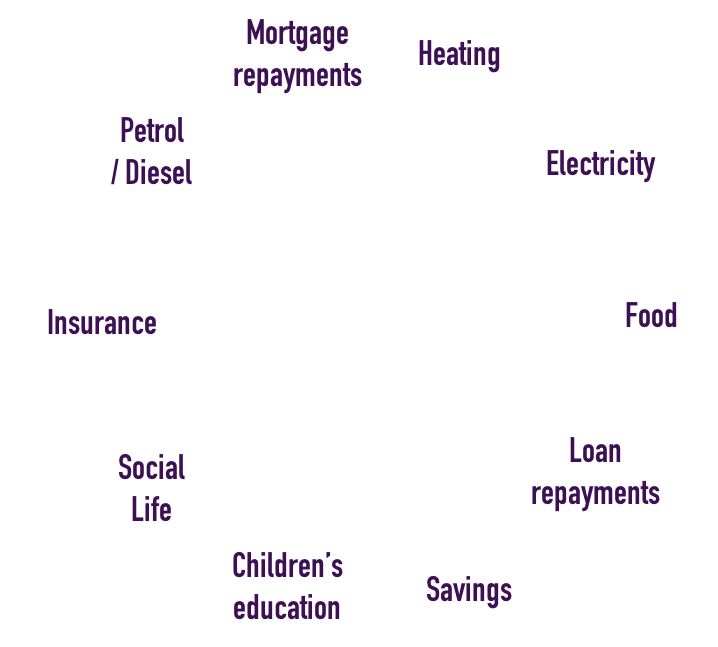 Mortgage
repayments
Heating
Petrol
/ Diesel
Electricity
Insurance
Food
Loan
repayments
Social
Life
Children’s
education
Savings